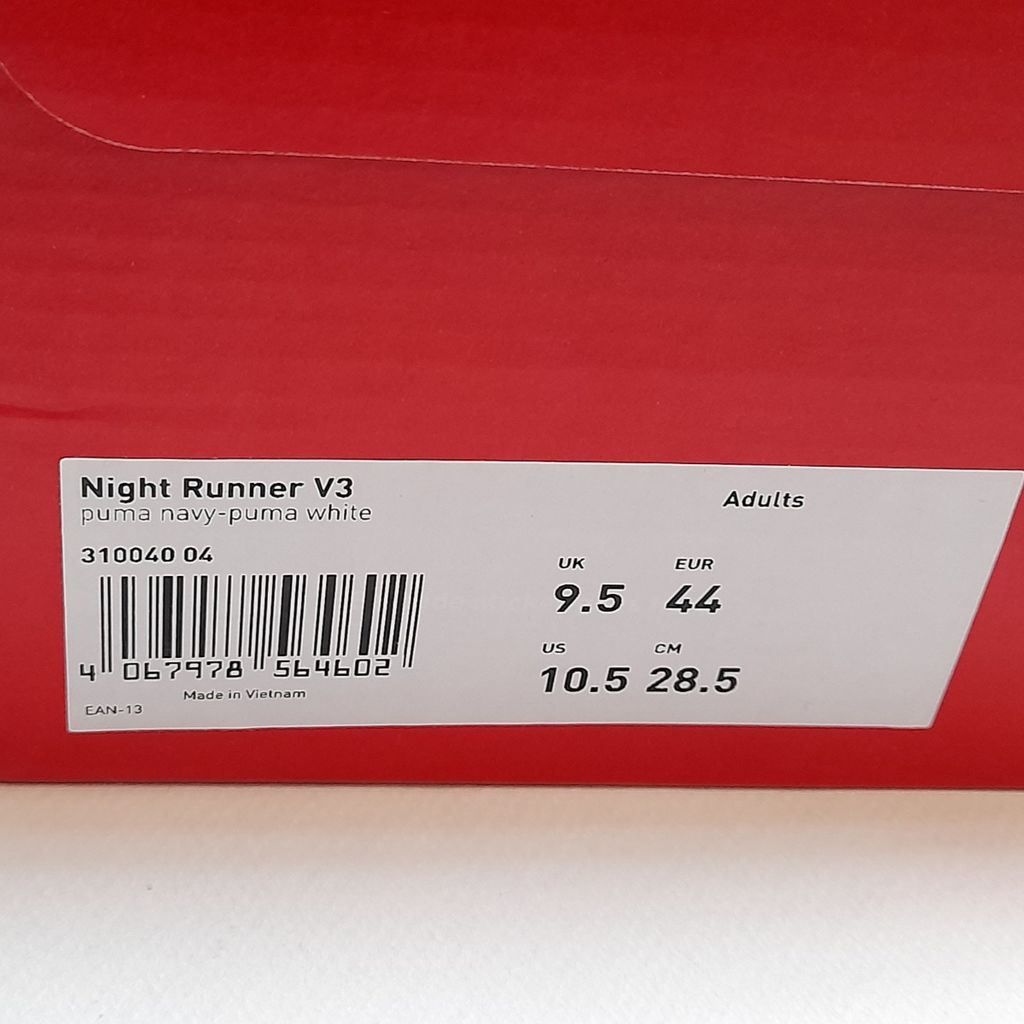 Night Runner V3
puma navy-puma white
Adults
310040 04
UK EUR
9.5 44
US CM
10.5 28.5
4 067978 564602
Made in Vietnam
EAN-13